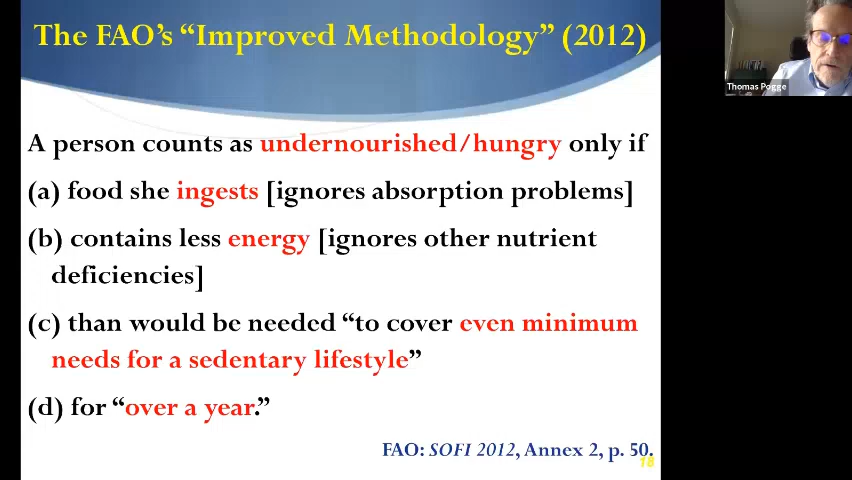 The FAO's “Improved Methodology” (2012)
Thomas Pogge
A person counts as undernourished/hungry only if
(a) food she ingests [ignores absorption problems]
(b) contains less energy [ignores other nutrient
deficiencies]
(c) than would be needed “to cover even minimum
needs for a sedentary lifestyle”
(d) for “over a year.”
FAO: SOFI 2012, Annex 2, p. 50.
18